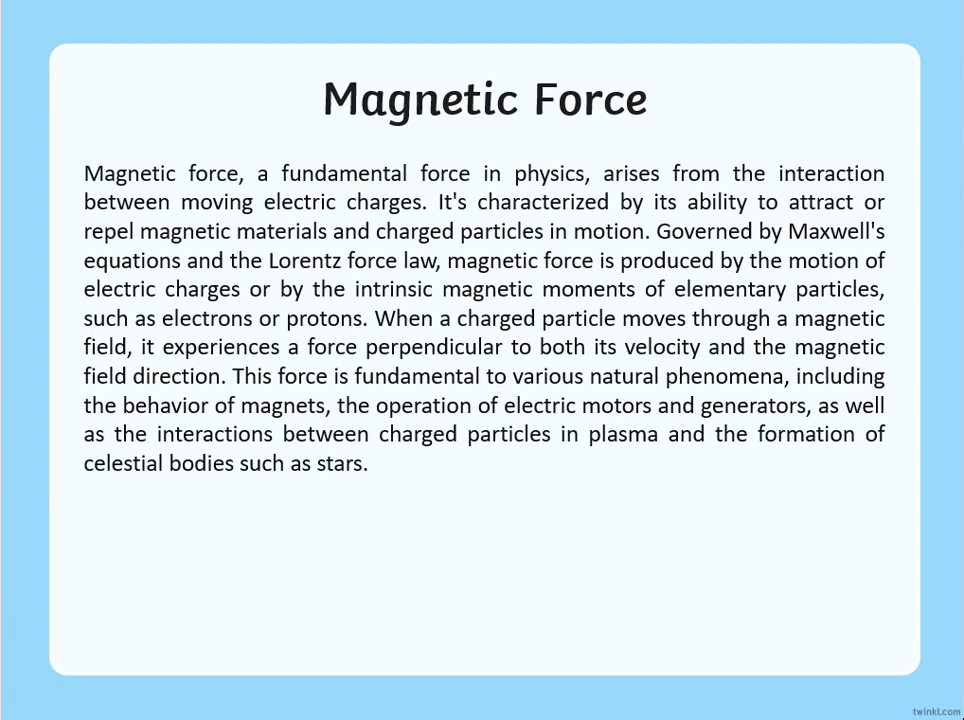 Magnetic Force
Magnetic force, a fundamental force in physics, arises from the interaction
between moving electric charges. It's characterized by its ability to attract or
repel magnetic materials and charged particles in motion. Governed by Maxwell's
equations and the Lorentz force law, magnetic force is produced by the motion of
electric charges or by the intrinsic magnetic moments of elementary particles,
such as electrons or protons. When a charged particle moves through a magnetic
field, it experiences a force perpendicular to both its velocity and the magnetic
field direction. This force is fundamental to various natural phenomena, including
the behavior of magnets, the operation of electric motors and generators, as well
as the interactions between charged particles in plasma and the formation of
celestial bodies such as stars.
twinkl.com